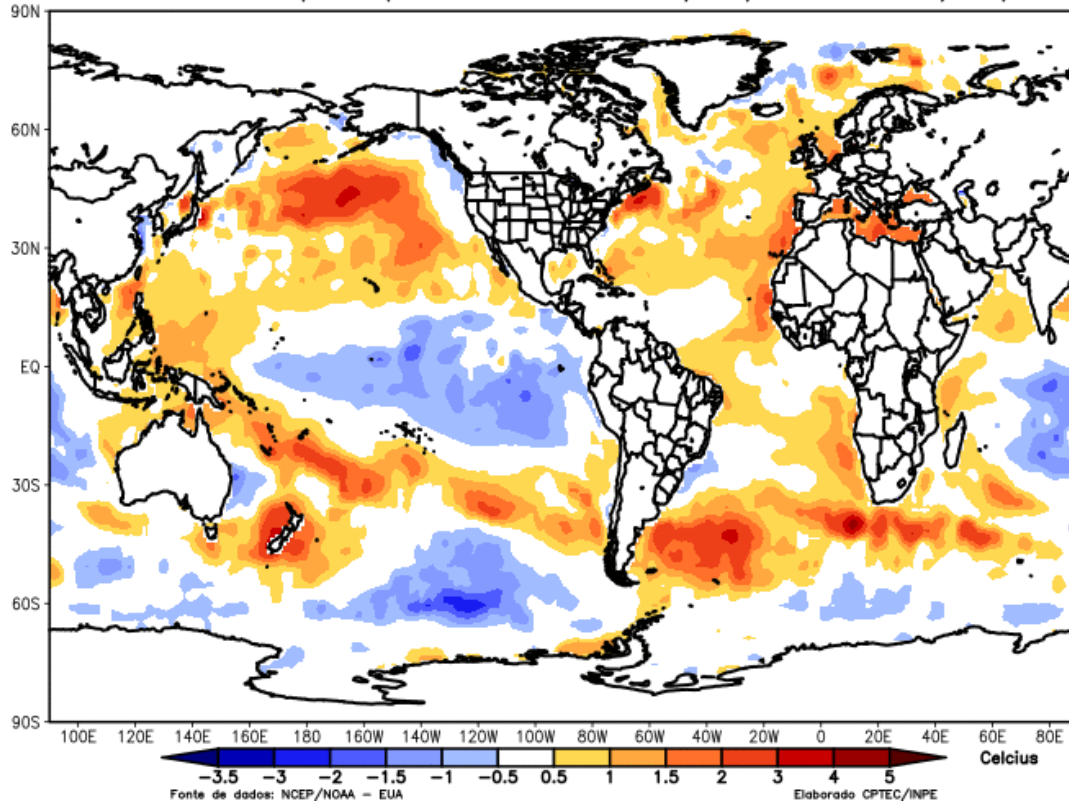 90N
60N
30N
EQ
30S
60S
90S
100E 120E 140E 160E 180 160W 140W 120W 100W 80W 60W 40W 20W 0 20E 40E 60E 80E
-3.5 -3 -2 -1.5 -1 -0.5 0.5 1 1.5 2 3 4 5 Celcius
Fonte de dados: NCEP/NOAA - EUA Elaborado CPTEC/INPE